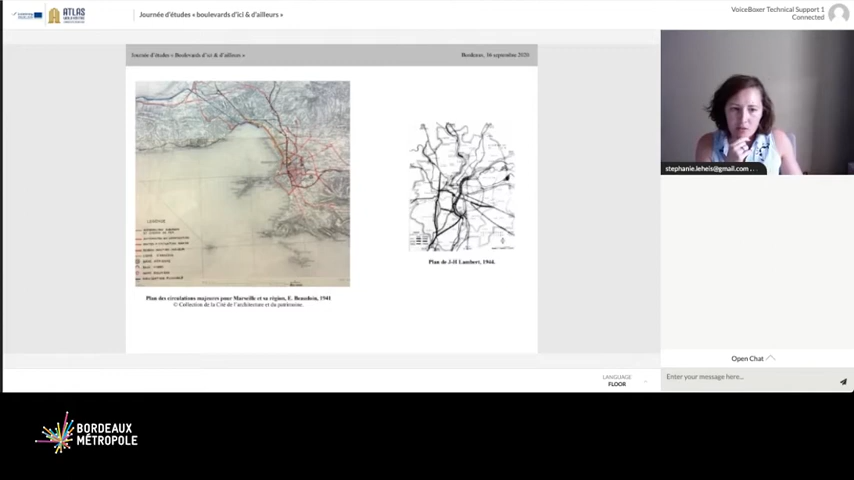 ATLAS
Journée d'études « boulevards d'ici & d'ailleurs »
VoiceBoxer Technical Support 1
Connected
Journée d'études « Boulevards d'ici & d'ailleurs »
Bordeaux, 16 septembre 2020
LEGENDE
Plan des circulations majeures pour Marseille et sa région, E. Beaudoin, 1941
© Collection de la Cité de l'architecture et du patrimoine.
Plan de J-H Lambert, 1944.
stephanie.leheis@gmail.com ...
Open Chat
LANGUAGE
FLOOR
Enter your message here...
BORDEAUX
MÉTROPOLE